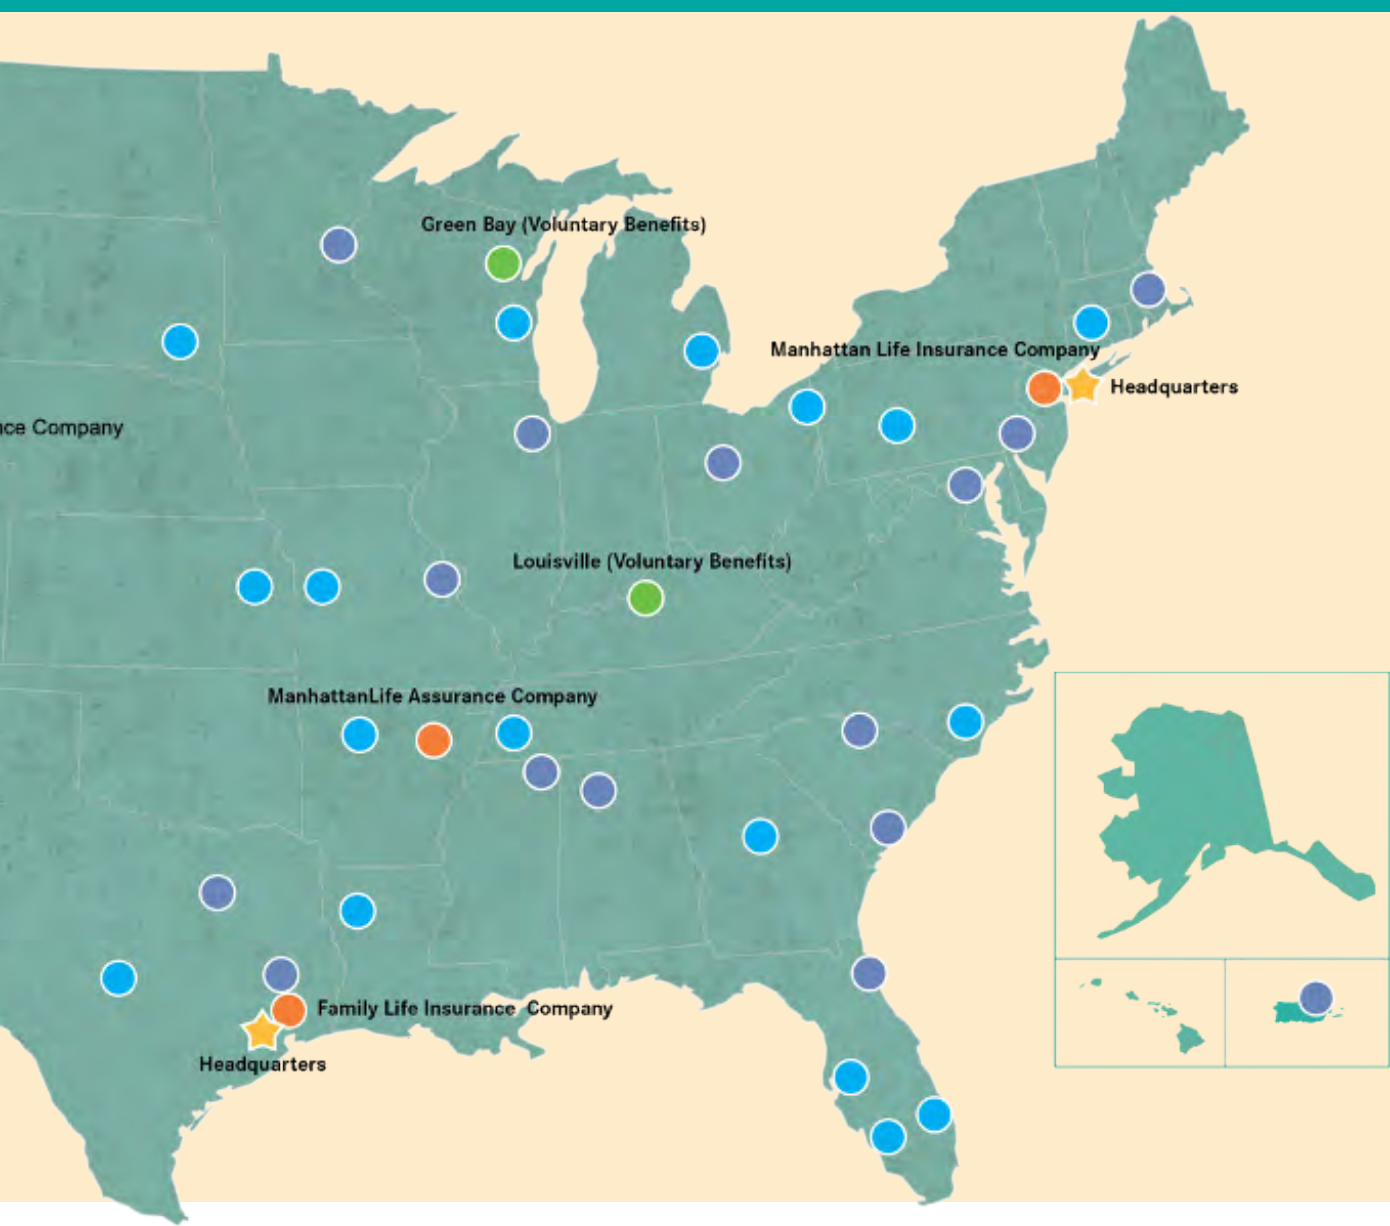 Green Bay (Voluntary Benefits)
Manhattan Life Insurance Company
Headquarters
Company
Louisville (Voluntary Benefits)
ManhattanLife Assurance Company
Family Life Insurance Company
Headquarters